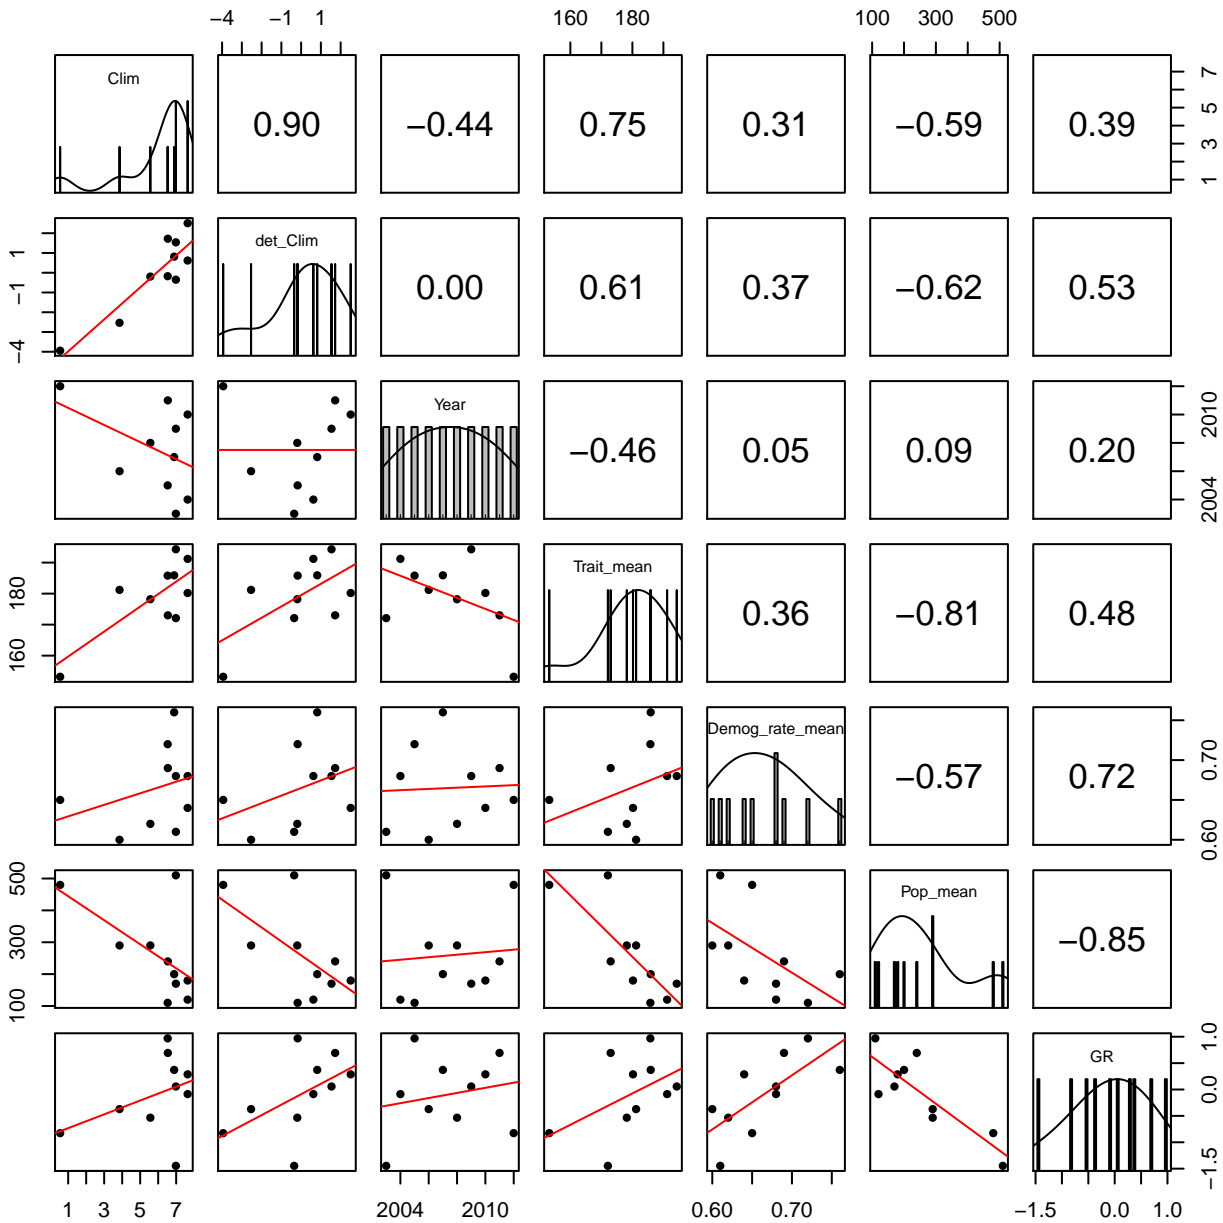 −4 −1 1 160 180 100 300 500
Clim 0.90 −0.44 0.75 0.31 −0.59 0.39 1 3 5 7
−4 −1 1 det_Clim 0.00 0.61 0.37 −0.62 0.53
Year −0.46 0.05 0.09 0.20 2004 2010
160 180 Trait_mean 0.36 −0.81 0.48
Demog_rate_mean −0.57 0.72 0.60 0.70
100 300 500 Pop_mean −0.85
GR −1.5 0.0 1.0
1 3 5 7 2004 2010 0.60 0.70 −1.5 0.0 1.0